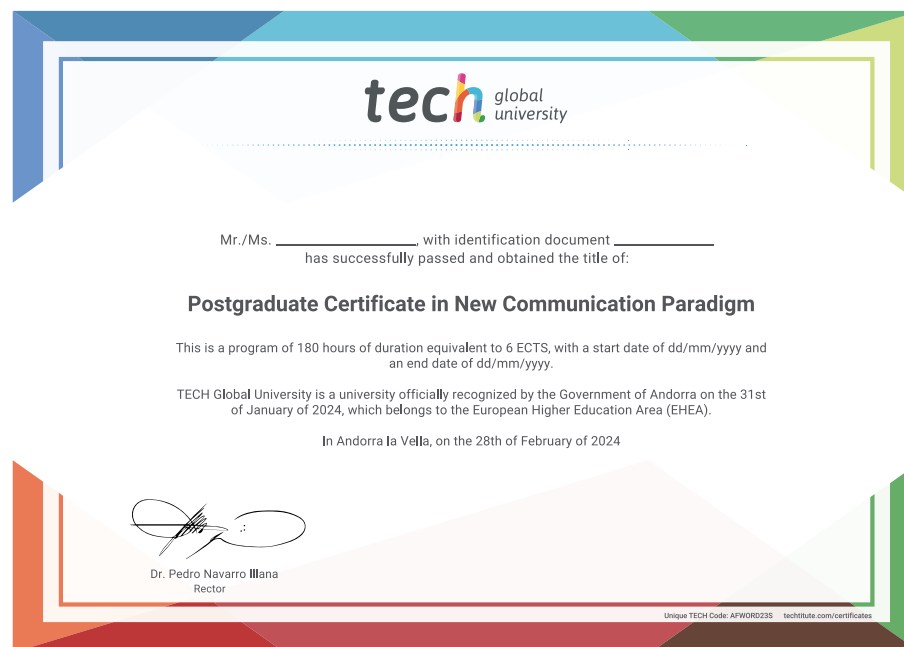 tech global university
Mr./Ms. ____________________, with identification document ______________
has successfully passed and obtained the title of:
Postgraduate Certificate in New Communication Paradigm
This is a program of 180 hours of duration equivalent to 6 ECTS, with a start date of dd/mm/yyyy and
an end date of dd/mm/yyyy.
TECH Global University is a university officially recognized by the Government of Andorra on the 31st
of January of 2024, which belongs to the European Higher Education Area (EHEA).
In Andorra la Vella, on the 28th of February of 2024
Dr. Pedro Navarro Illana
Rector
Unique TECH Code: AFWORD23S techtitute.com/certificates